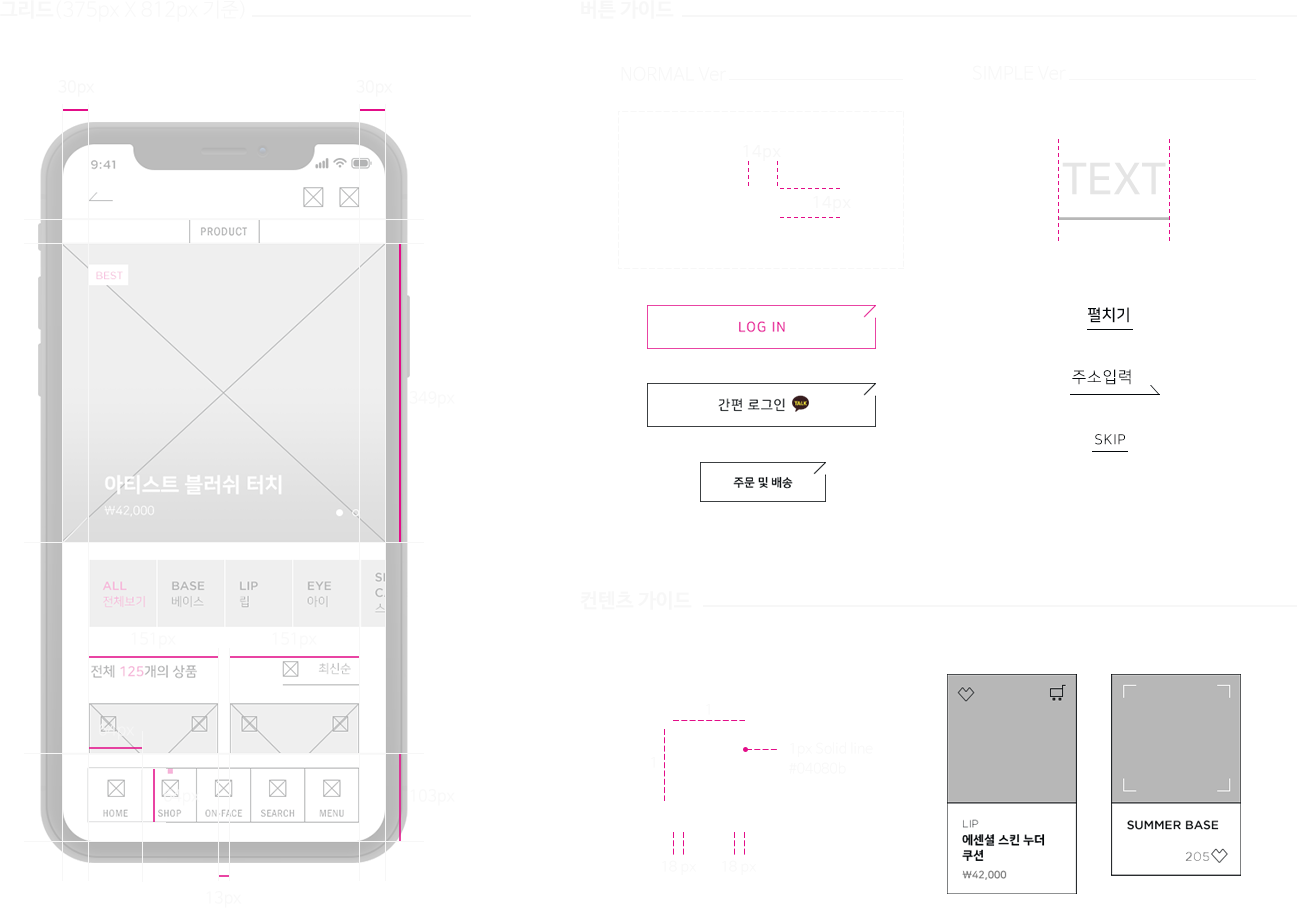 그리드 (375px X 812px 기준)
30px
30px
9:41
PRODUCT
BEST
349px
아티스트 블러쉬 터치
₩42,000
ALL
전체보기
BASE
베이스
LIP
립
EYE
아이
151px
151px
전체 125개의 상품
최신순
HOME
SHOP
ON-FACE
SEARCH
MENU
103px
13px
버튼 가이드
NORMAL Ver
14px
14px
LOG IN
간편 로그인
TALK
주문 및 배송
SIMPLE Ver
TEXT
펼치기
주소입력
SKIP
컨텐츠 가이드
1px Solid line
LIP
에센셜 스킨 누더
쿠션
₩42,000
SUMMER BASE
205